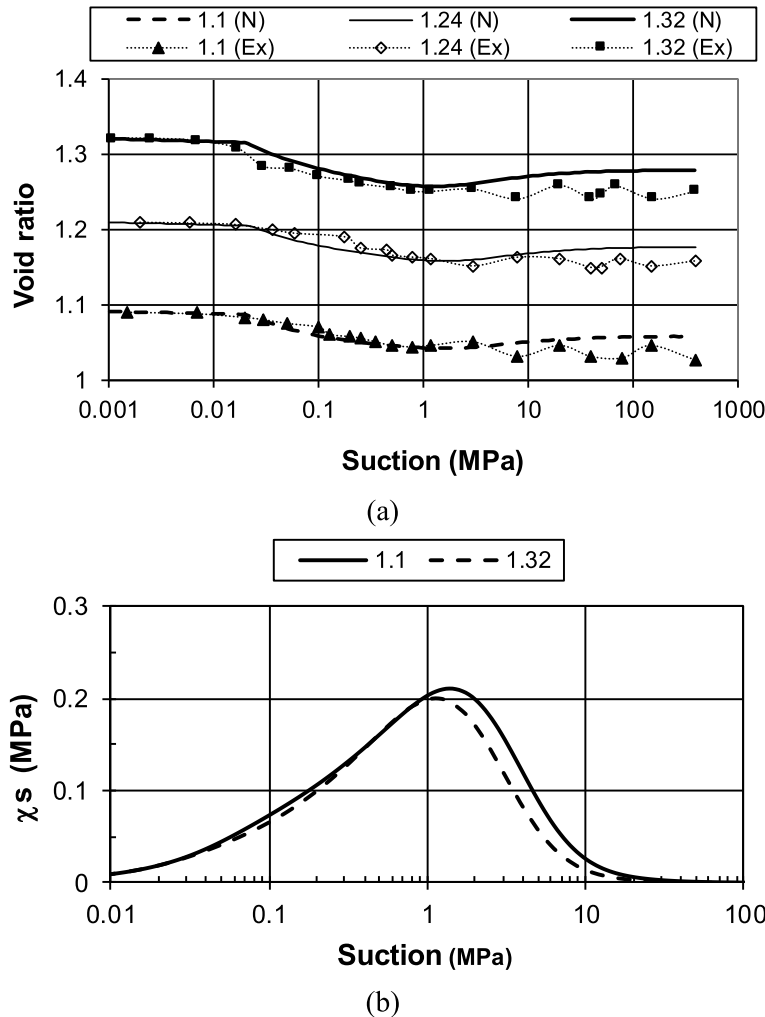 1.1 (N) 1.24 (N) 1.32 (N)
1.1 (Ex) 1.24 (Ex) 1.32 (Ex)
1.4
1.3
1.2
1.1
1
Void ratio
0.001 0.01 0.1 1 10 100 1000
Suction (MPa)
(a)
1.1 1.32
0.3
0.2
0.1
0
χs (MPa)
0.01 0.1 1 10 100
Suction (MPa)
(b)